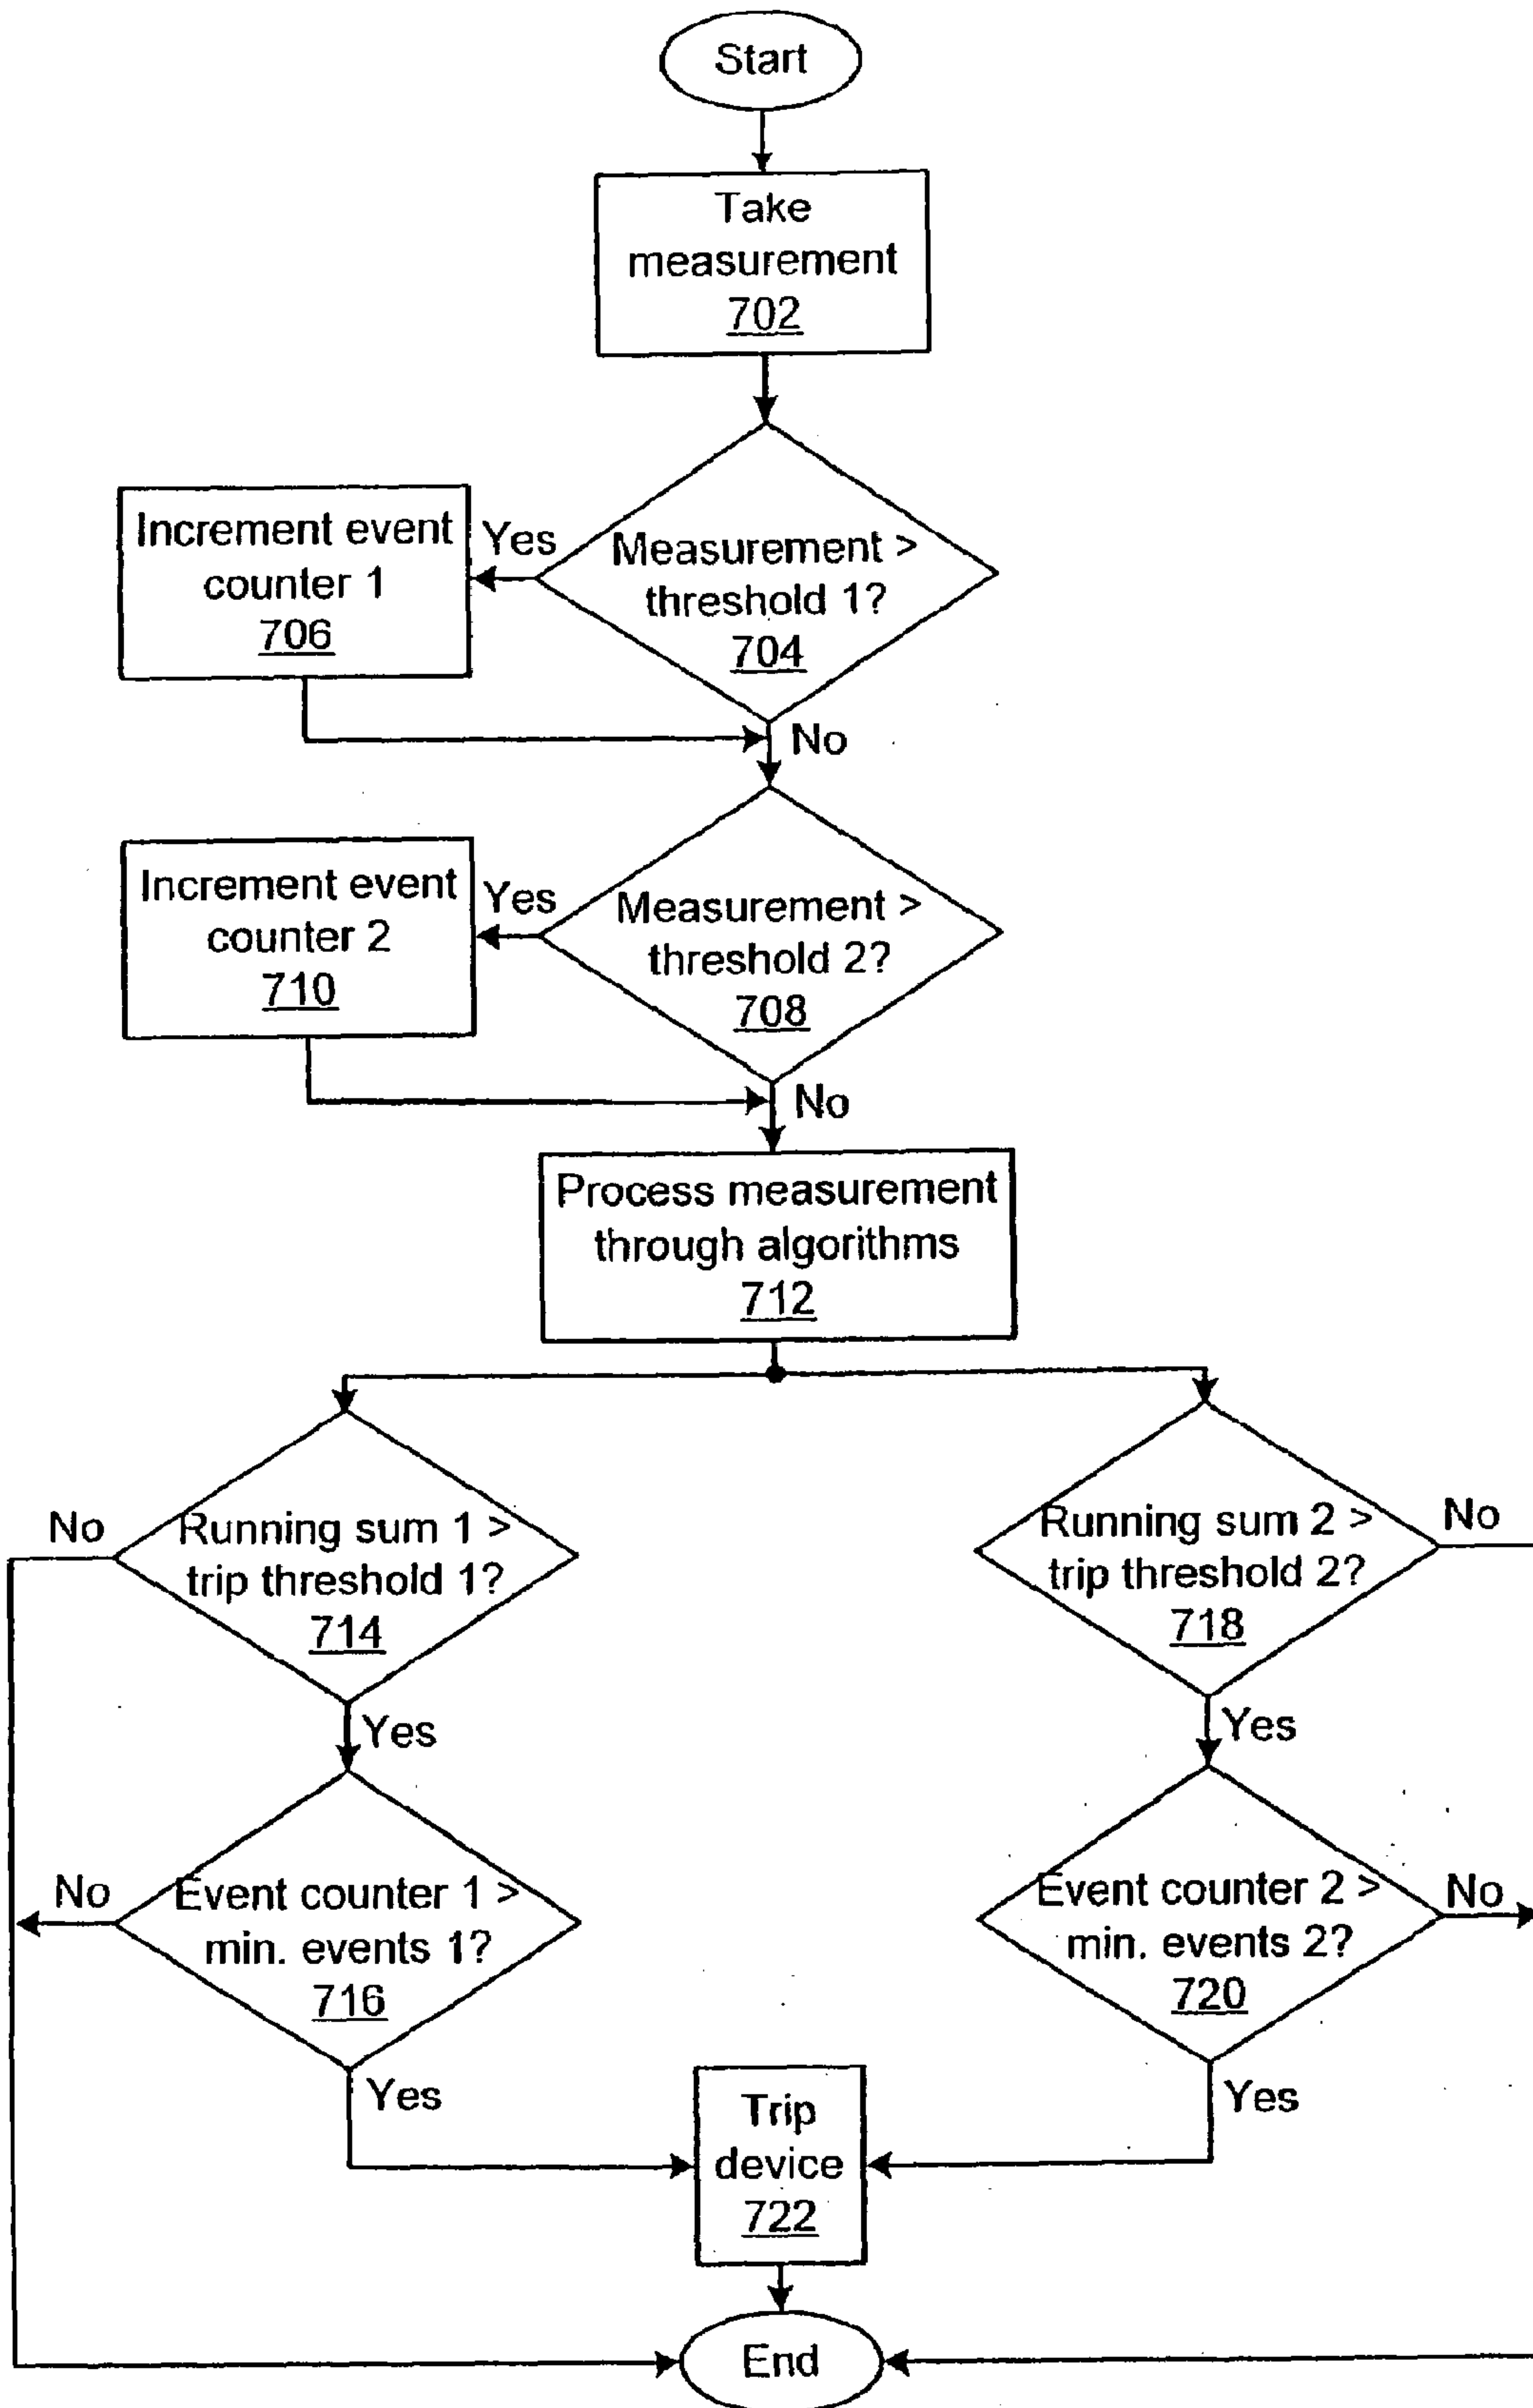 Start
Take
measurement
702
Measurement >
threshold 1?
704
Yes
Increment event
counter 1
706
No
Measurement >
threshold 2?
708
Yes
Increment event
counter 2
710
No
Process measurement
through algorithms
712
Running sum 1 >
trip threshold 1?
714
No
Yes
Running sum 2 >
trip threshold 2?
718
No
Yes
Event counter 1 >
min. events 1?
716
No
Yes
Event counter 2 >
min. events 2?
720
No
Yes
Trip
device
722
End